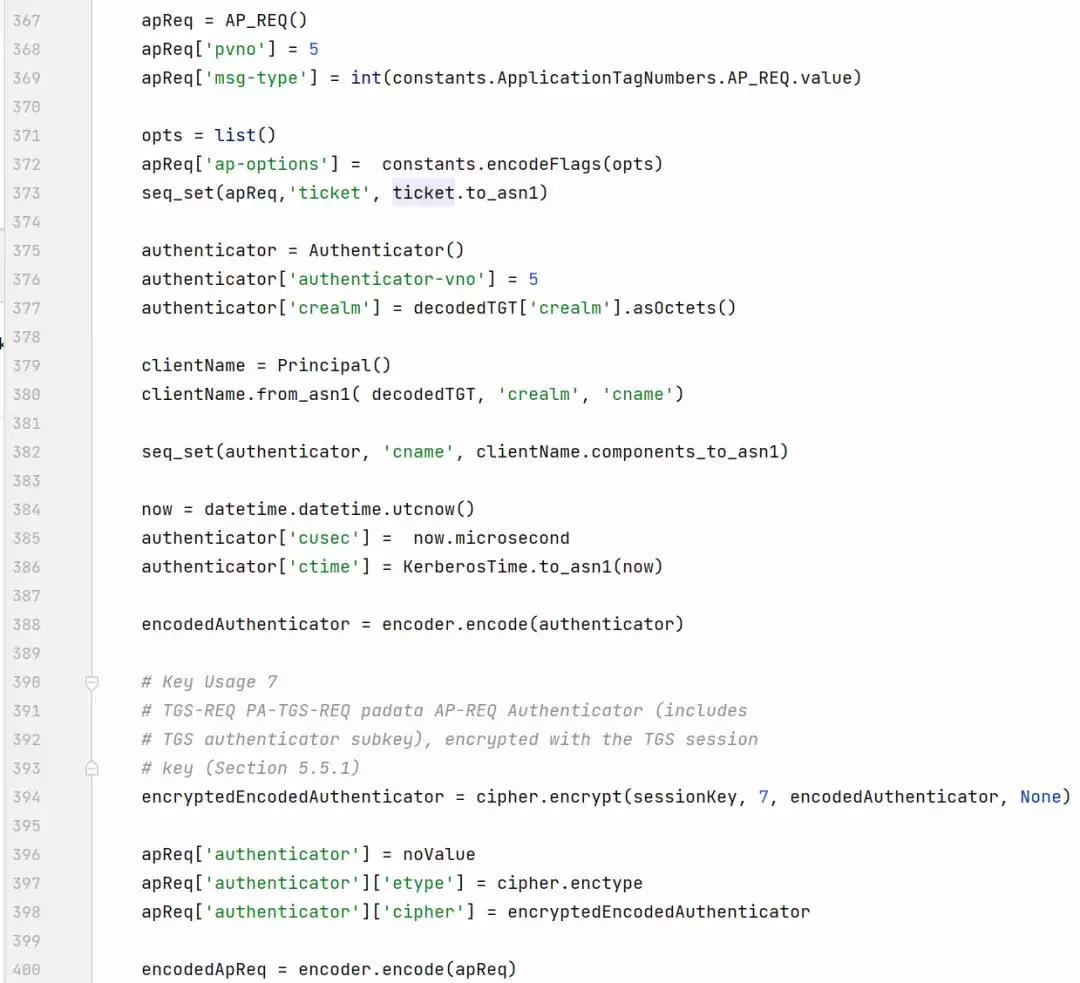 367 apReq = AP_REQ()
368 apReq['pvno'] = 5
369 apReq['msg-type'] = int(constants.ApplicationTagNumbers.AP_REQ.value)
370
371 opts = list()
372 apReq['ap-options'] =  constants.encodeFlags(opts)
373 seq_set(apReq,'ticket', ticket.to_asn1)
374
375 authenticator = Authenticator()
376 authenticator['authenticator-vno'] = 5
377 authenticator['crealm'] = decodedTGT['crealm'].asOctets()
378
379 clientName = Principal()
380 clientName.from_asn1( decodedTGT, 'crealm', 'cname')
381
382 seq_set(authenticator, 'cname', clientName.components_to_asn1)
383
384 now = datetime.datetime.utcnow()
385 authenticator['cusec'] =  now.microsecond
386 authenticator['ctime'] = KerberosTime.to_asn1(now)
387
388 encodedAuthenticator = encoder.encode(authenticator)
389
390 # Key Usage 7
391 # TGS-REQ PA-TGS-REQ padata AP-REQ Authenticator (includes
392 # TGS authenticator subkey), encrypted with the TGS session
393 # key (Section 5.5.1)
394 encryptedEncodedAuthenticator = cipher.encrypt(sessionKey, 7, encodedAuthenticator, None)
395
396 apReq['authenticator'] = noValue
397 apReq['authenticator']['etype'] = cipher.enctype
398 apReq['authenticator']['cipher'] = encryptedEncodedAuthenticator
399
400 encodedApReq = encoder.encode(apReq)